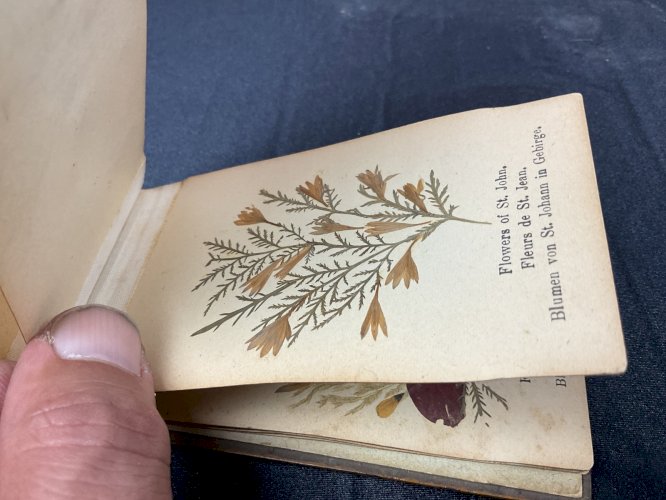 Flowers of St. John.
Fleurs de St. Jean.
Blumen von St. Johann in Gebirge.